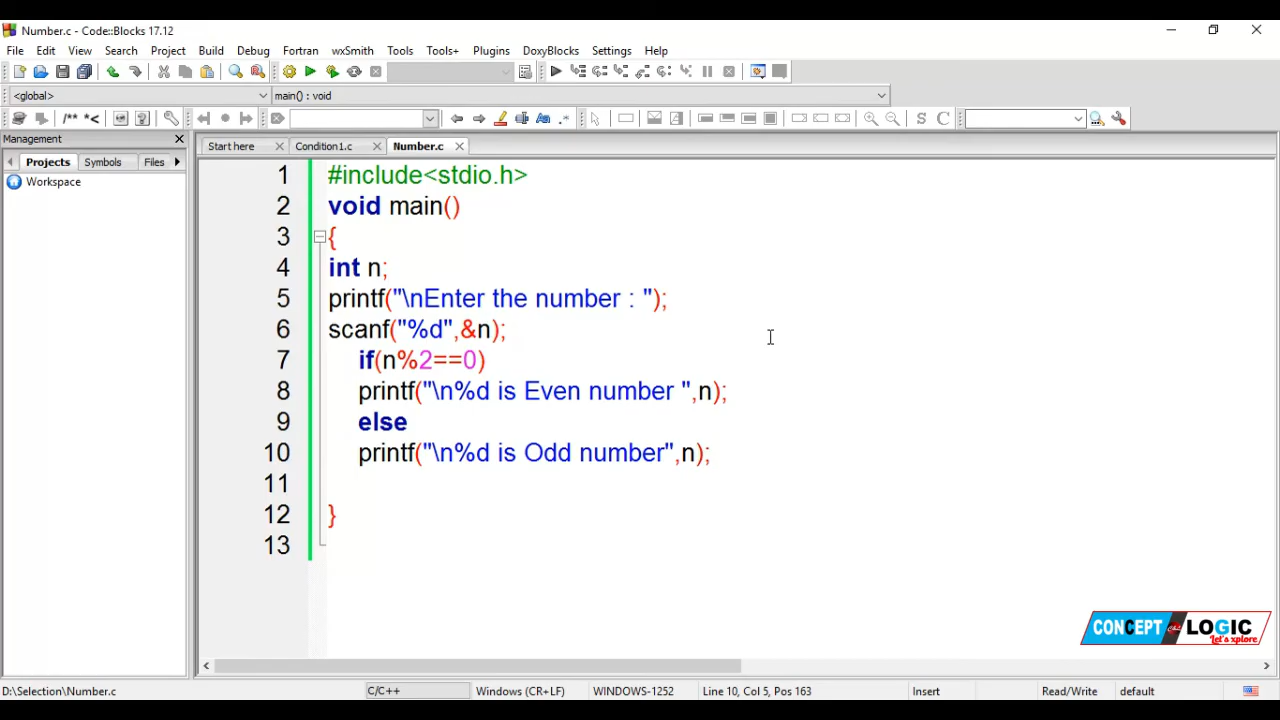 Number.c - Code::Blocks 17.12
File Edit View Search Project Build Debug Fortran wxSmith Tools Tools+ Plugins DoxyBlocks Settings Help
<global> main() : void
/** *< S C
Management
Start here Condition1.c Number.c
Projects Symbols Files
Workspace
1 #include<stdio.h>
2 void main()
3 {
4 int n;
5 printf("\nEnter the number : ");
6 scanf("%d",&n);
7 if(n%2==0)
8 printf("\n%d is Even number ",n);
9 else
10 printf("\n%d is Odd number",n);
11
12 }
13
CONCEPT LOGIC
Let's xplore
D:\Selection\Number.c C/C++ Windows (CR+LF) WINDOWS-1252 Line 10, Col 5, Pos 163 Insert Read/Write default